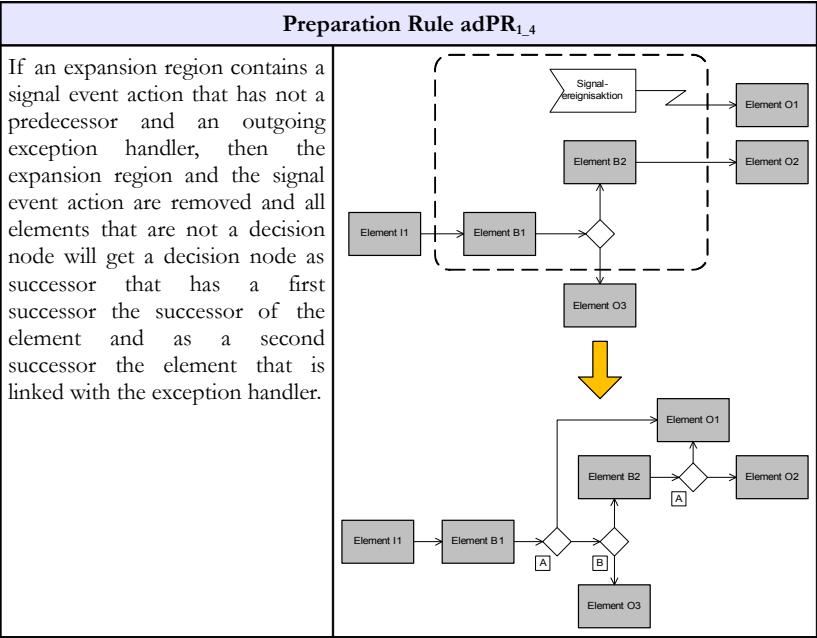 Preparation Rule adPR1_4
If an expansion region contains a
signal event action that has not a
predecessor and an outgoing
exception handler, then the
expansion region and the signal
event action are removed and all
elements that are not a decision
node will get a decision node as
successor that has a first
successor the successor of the
element and as a second
successor the element that is
linked with the exception handler.
Signal-
ereignisaktion
Element O1
Element B2
Element O2
Element I1
Element B1
Element O3
Element O1
Element B2
Element O2
A
Element I1
Element B1
A
B
Element O3